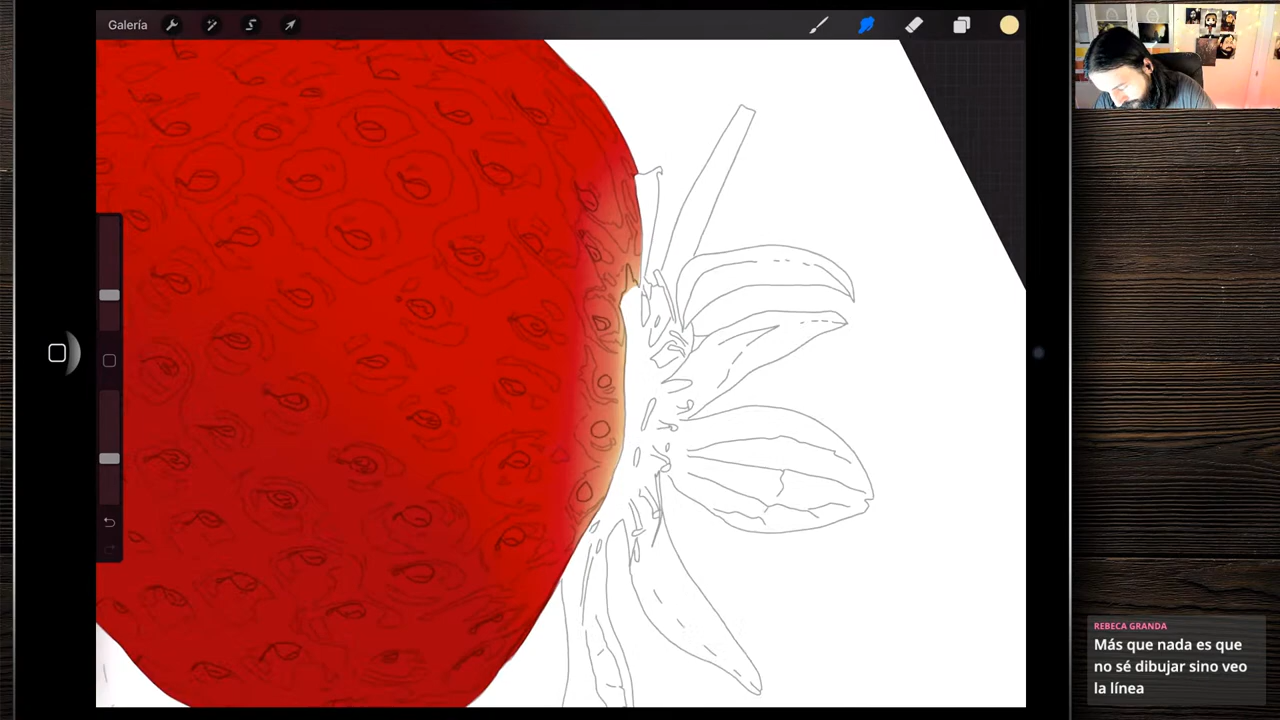 Galería
REBECA GRANDA
Más que nada es que
no sé dibujar sino veo
la línea